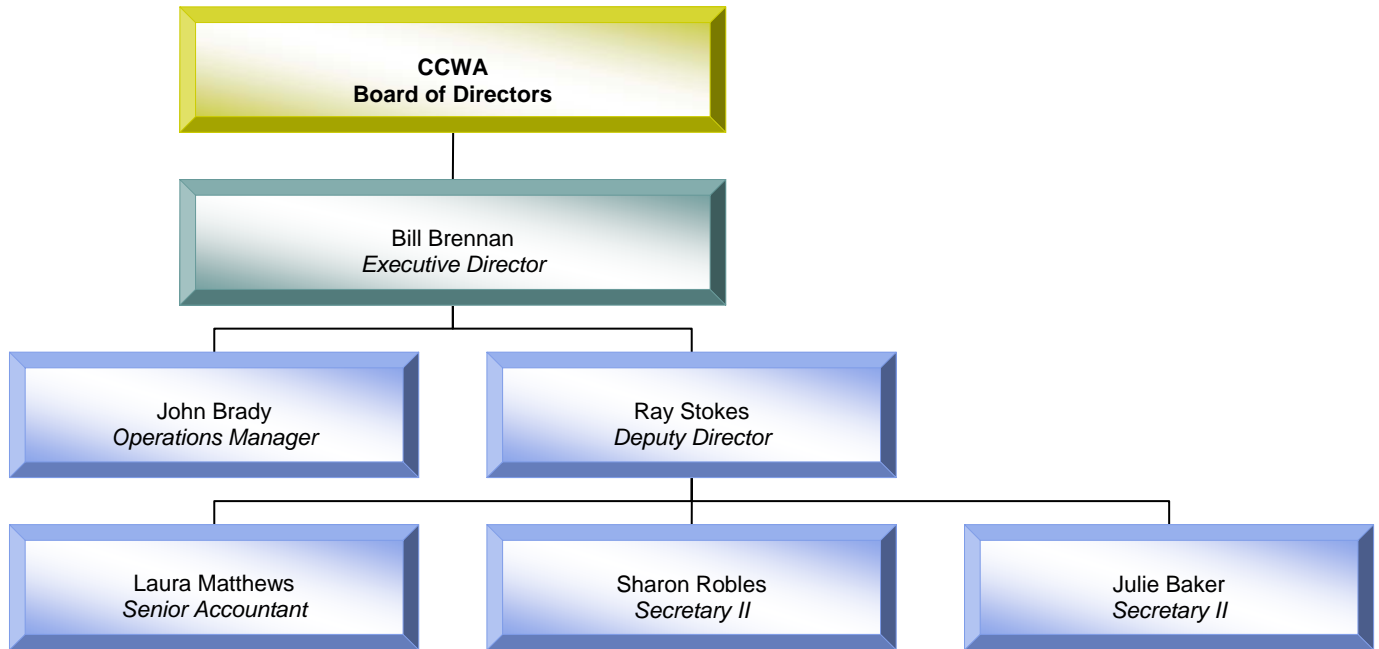 CCWA
Board of Directors
Bill Brennan
Executive Director
John Brady
Operations Manager
Ray Stokes
Deputy Director
Laura Matthews
Senior Accountant
Sharon Robles
Secretary II
Julie Baker
Secretary II